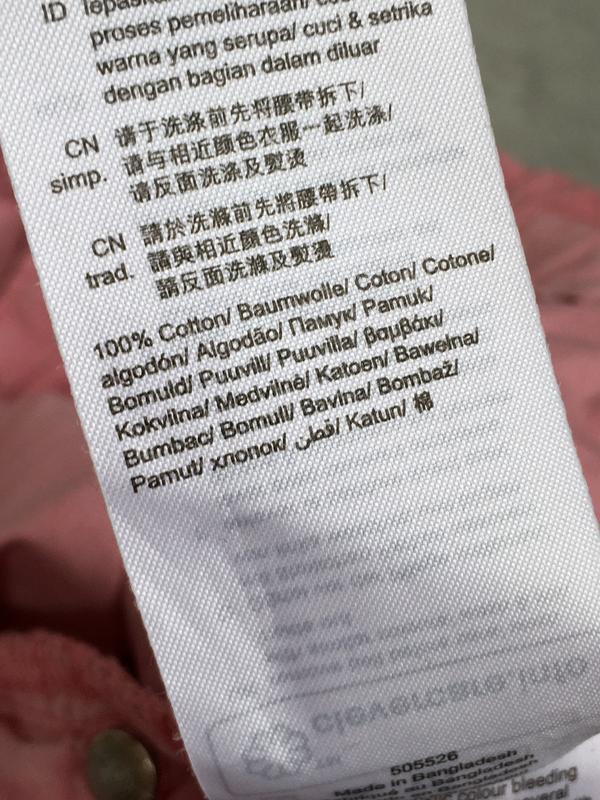 ID
proses pemeliharaan/
warna yang serupa/ cuci & setrika
dengan bagian dalam diluar
CN simp.
请于洗涤前先将腰带拆下/
请与相近颜色衣服一起洗涤/
请反面洗涤及熨烫
CN trad.
請於洗滌前先將腰帶拆下/
請與相近顏色洗滌/
請反面洗滌及熨燙
100% Cotton/ Baumwolle/ Coton/ Cotone/
algodón/ Algodão/ Памук/ Pamuk/
Bomuld/ Puuvill/ Puuvilla/ βαμβάκι/
Kokvilna/ Medvilnė/ Katoen/ Bawełna/
Bumbac/ Bomull/ Bavlna/ Bombaž/
Pamut/ хлопок/ قطن/ Katun/ 棉
clevercare.info
505526
Made in Bangladesh
colour bleeding